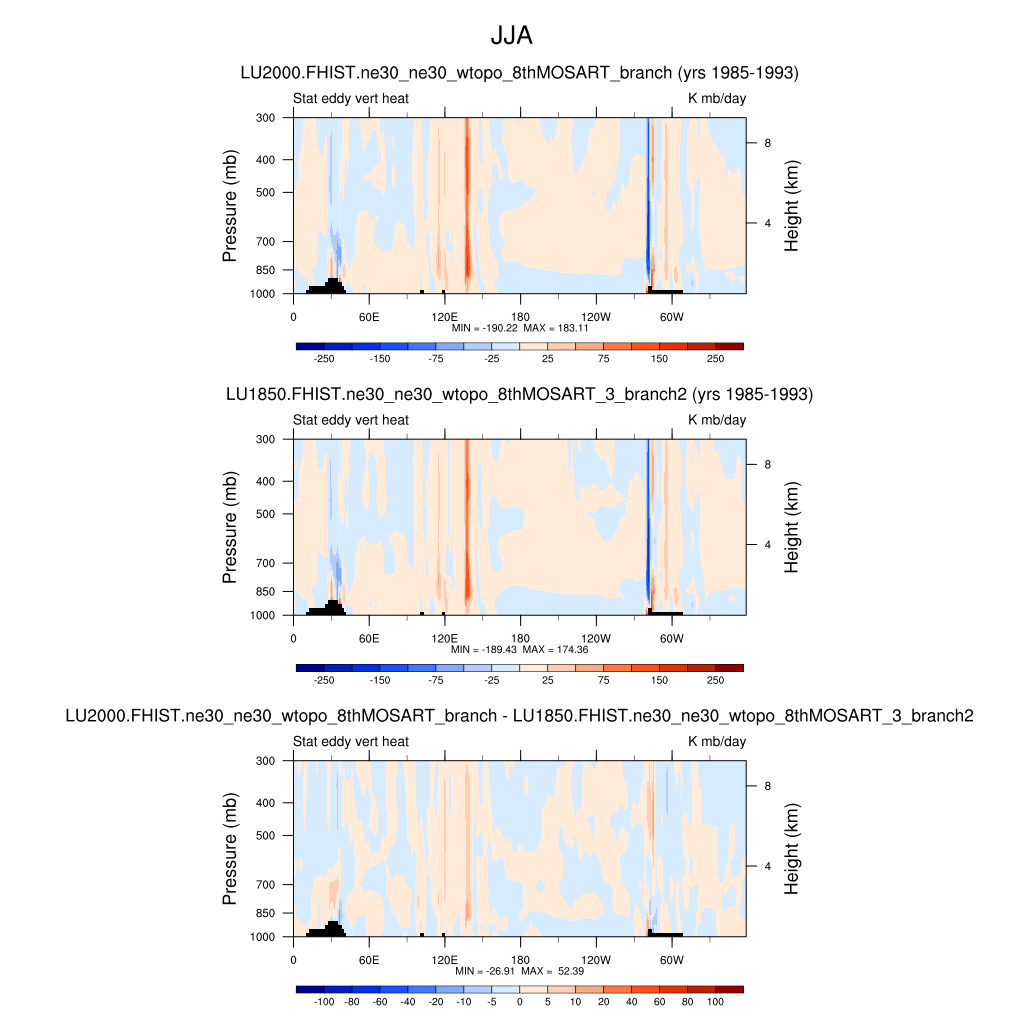 JJA
LU2000.FHIST.ne30_ne30_wtopo_8thMOSART_branch (yrs 1985-1993)
Stat eddy vert heat K mb/day
300
400
500
700
850
1000
Pressure (mb)
8
4
Height (km)
0 60E 120E 180 120W 60W
MIN = -190.22 MAX = 183.11
-250 -150 -75 -25 25 75 150 250
LU1850.FHIST.ne30_ne30_wtopo_8thMOSART_3_branch2 (yrs 1985-1993)
Stat eddy vert heat K mb/day
300
400
500
700
850
1000
Pressure (mb)
8
4
Height (km)
0 60E 120E 180 120W 60W
MIN = -189.43 MAX = 174.36
-250 -150 -75 -25 25 75 150 250
LU2000.FHIST.ne30_ne30_wtopo_8thMOSART_branch - LU1850.FHIST.ne30_ne30_wtopo_8thMOSART_3_branch2
Stat eddy vert heat K mb/day
300
400
500
700
850
1000
Pressure (mb)
8
4
Height (km)
0 60E 120E 180 120W 60W
MIN = -26.91 MAX = 52.39
-100 -80 -60 -40 -20 -10 -5 0 5 10 20 40 60 80 100